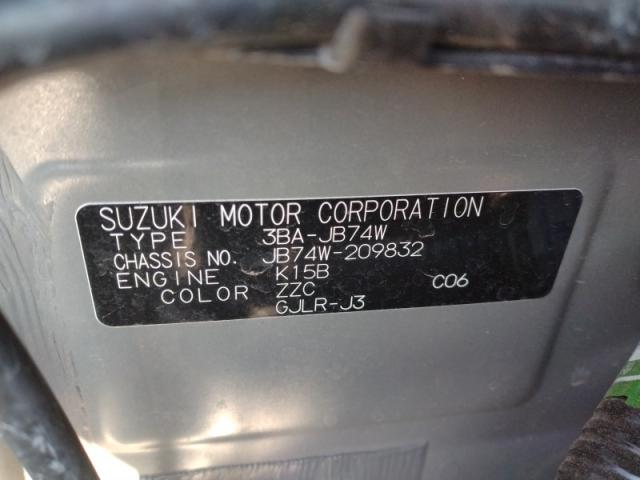 SUZUKI MOTOR CORPORATION
TYPE 3BA-JB74W
CHASSIS NO. JB74W-209832
ENGINE K15B
COLOR ZZC C06
GJLR-J3